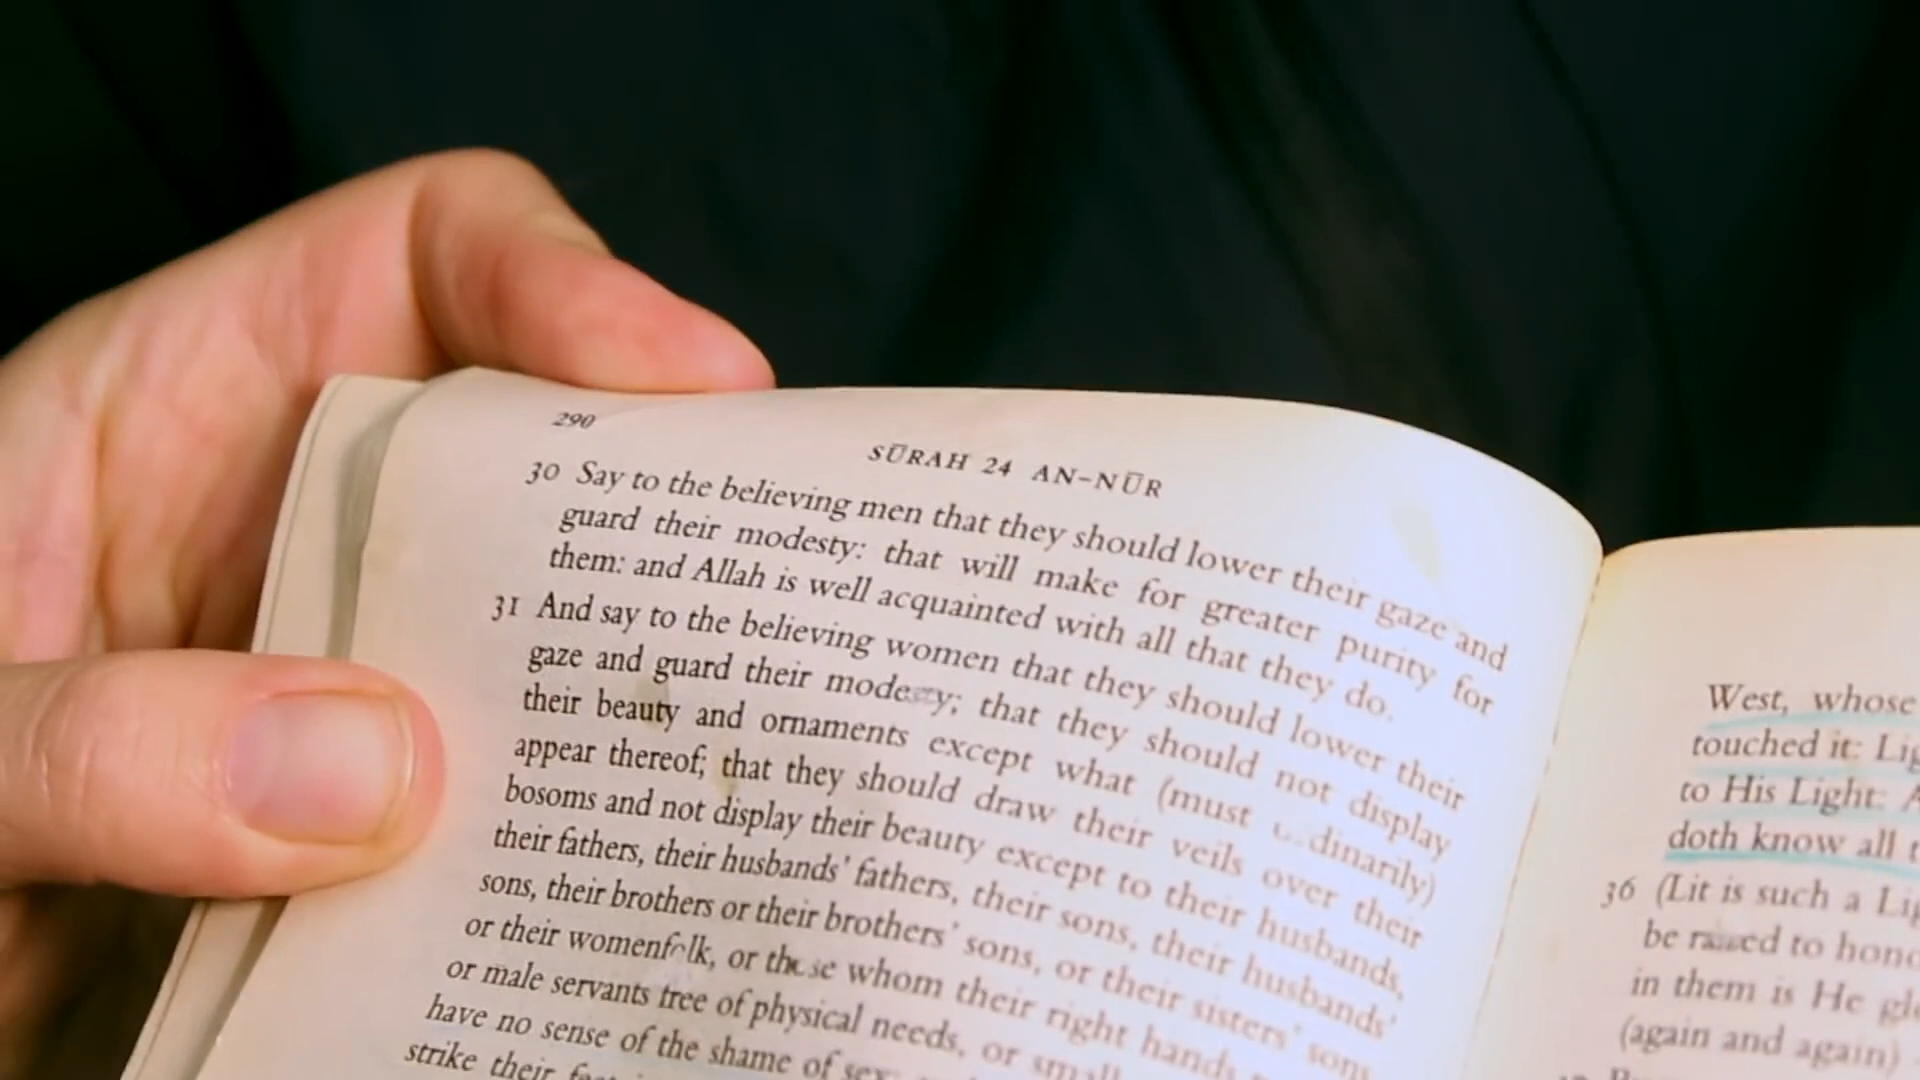 290
SŪRAH 24 AN-NŪR
30 Say to the believing men that they should lower their gaze and
guard their modesty: that will make for greater purity for
them: and Allah is well acquainted with all that they do.
31 And say to the believing women that they should lower their
gaze and guard their modesty; that they should not display
their beauty and ornaments except what (must ordinarily)
appear thereof; that they should draw their veils over their
bosoms and not display their beauty except to their husbands,
their fathers, their husbands' fathers, their sons, their husbands'
sons, their brothers or their brothers' sons, or their sisters' sons,
or their womenfolk, or those whom their right hands
or male servants free of physical needs, or small
have no sense of the shame of sex
strike their
West, whose
touched it:
to His Light:
doth know all
36 (Lit is such a
be raised to
in them is He
(again and again)